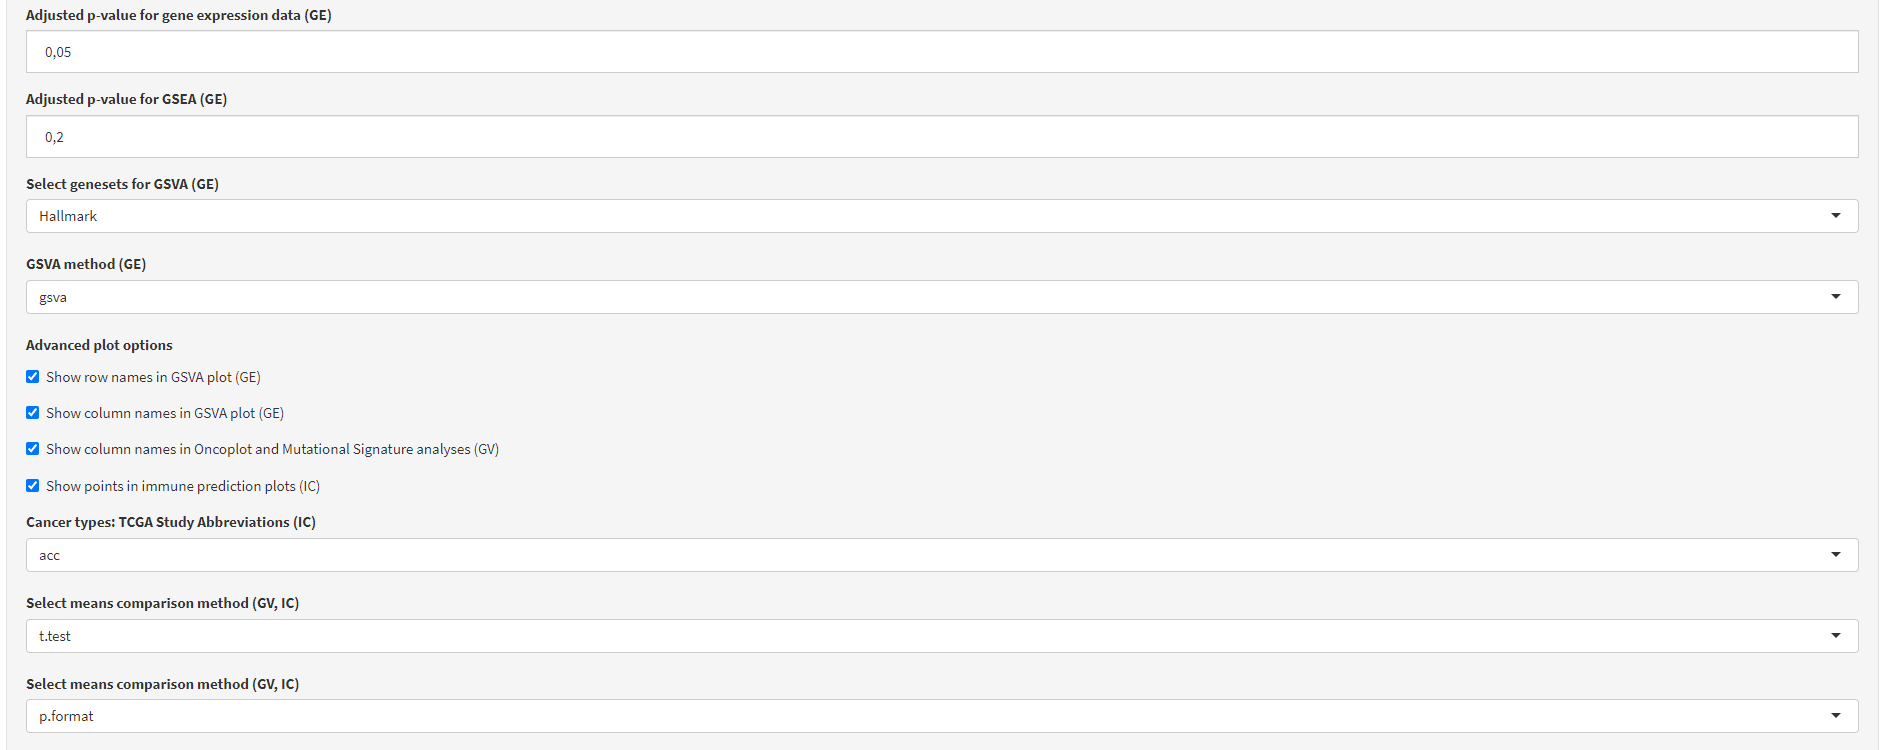 Adjusted p-value for gene expression data (GE)
0,05
Adjusted p-value for GSEA (GE)
0,2
Select genesets for GSVA (GE)
Hallmark
GSVA method (GE)
gsva
Advanced plot options
Show row names in GSVA plot (GE)
Show column names in GSVA plot (GE)
Show column names in Oncoplot and Mutational Signature analyses (GV)
Show points in immune prediction plots (IC)
Cancer types: TCGA Study Abbreviations (IC)
acc
Select means comparison method (GV, IC)
t.test
Select means comparison method (GV, IC)
p.format